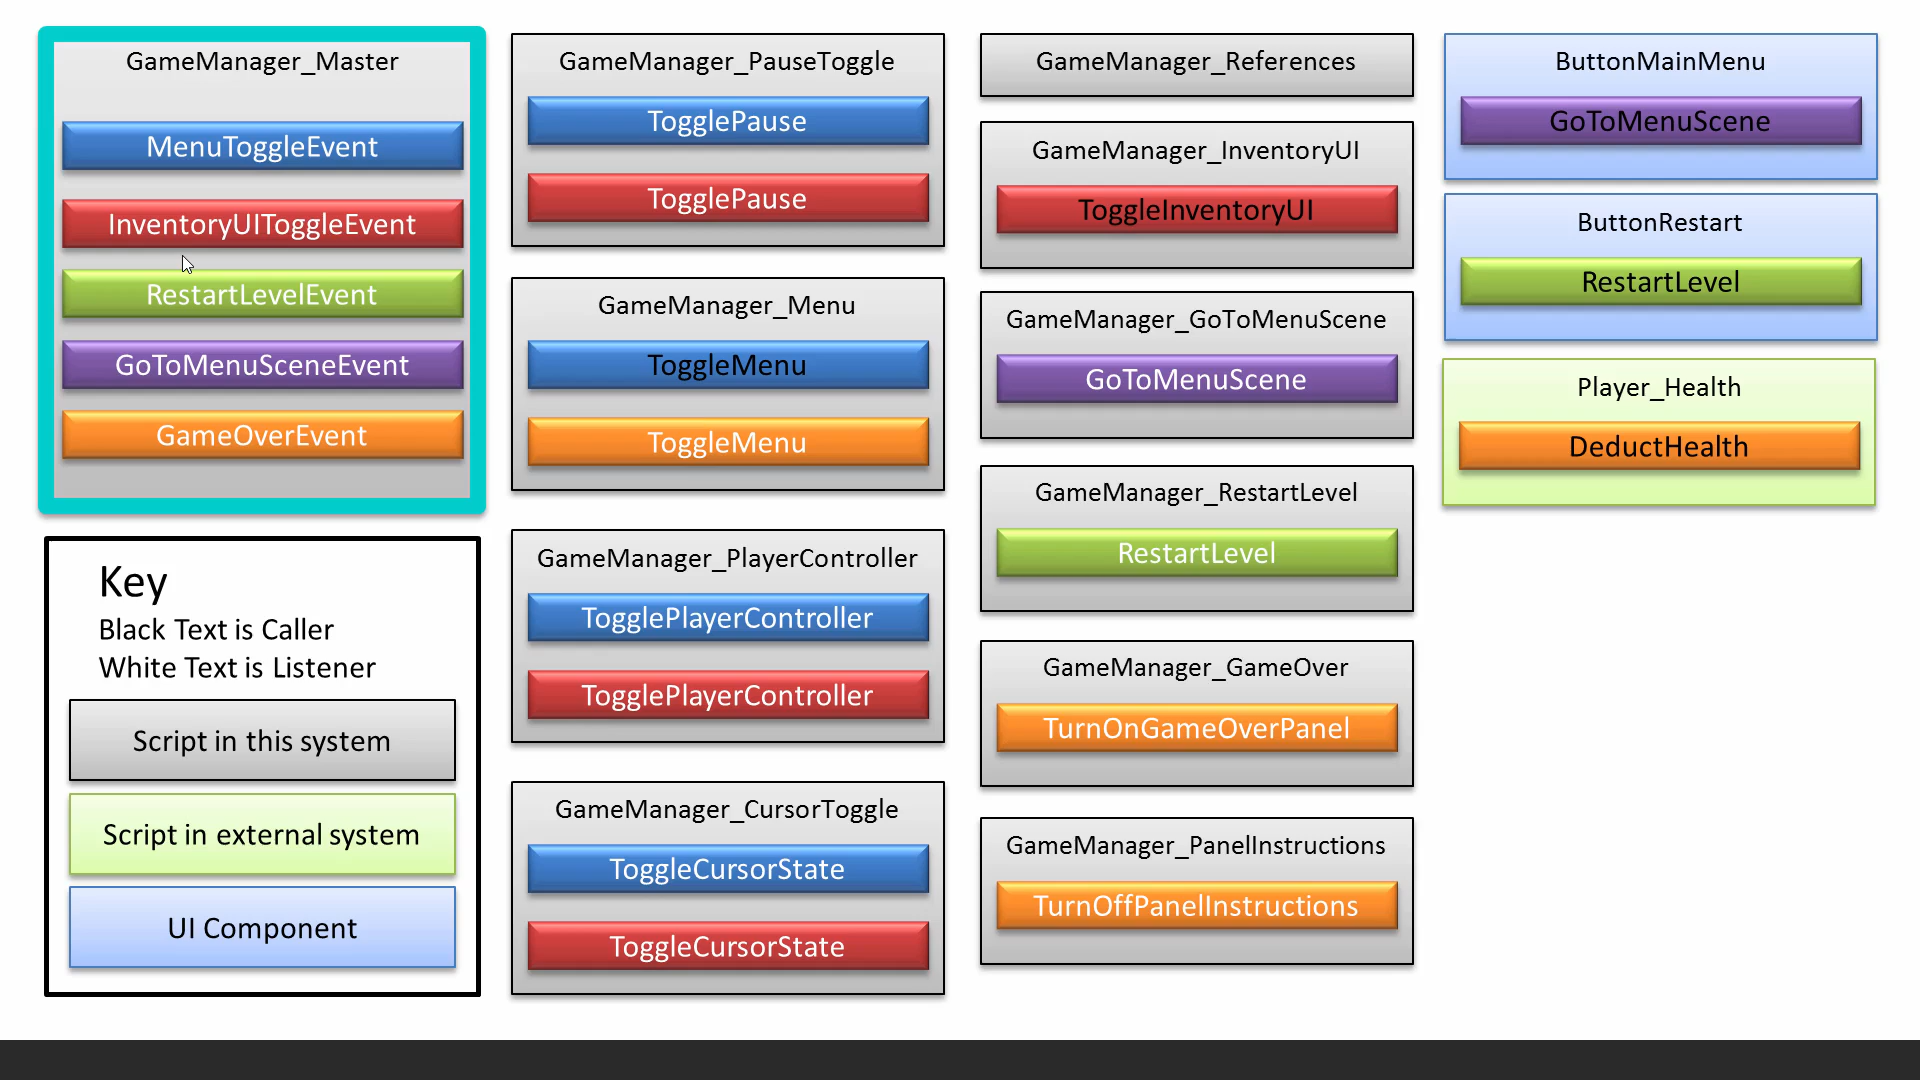 GameManager_Master
MenuToggleEvent
InventoryUIToggleEvent
RestartLevelEvent
GoToMenuSceneEvent
GameOverEvent
Key
Black Text is Caller
White Text is Listener
Script in this system
Script in external system
UI Component
GameManager_PauseToggle
TogglePause
TogglePause
GameManager_Menu
ToggleMenu
ToggleMenu
GameManager_PlayerController
TogglePlayerController
TogglePlayerController
GameManager_CursorToggle
ToggleCursorState
ToggleCursorState
GameManager_References
GameManager_InventoryUI
ToggleInventoryUI
GameManager_GoToMenuScene
GoToMenuScene
GameManager_RestartLevel
RestartLevel
GameManager_GameOver
TurnOnGameOverPanel
GameManager_PanelInstructions
TurnOffPanelInstructions
ButtonMainMenu
GoToMenuScene
ButtonRestart
RestartLevel
Player_Health
DeductHealth